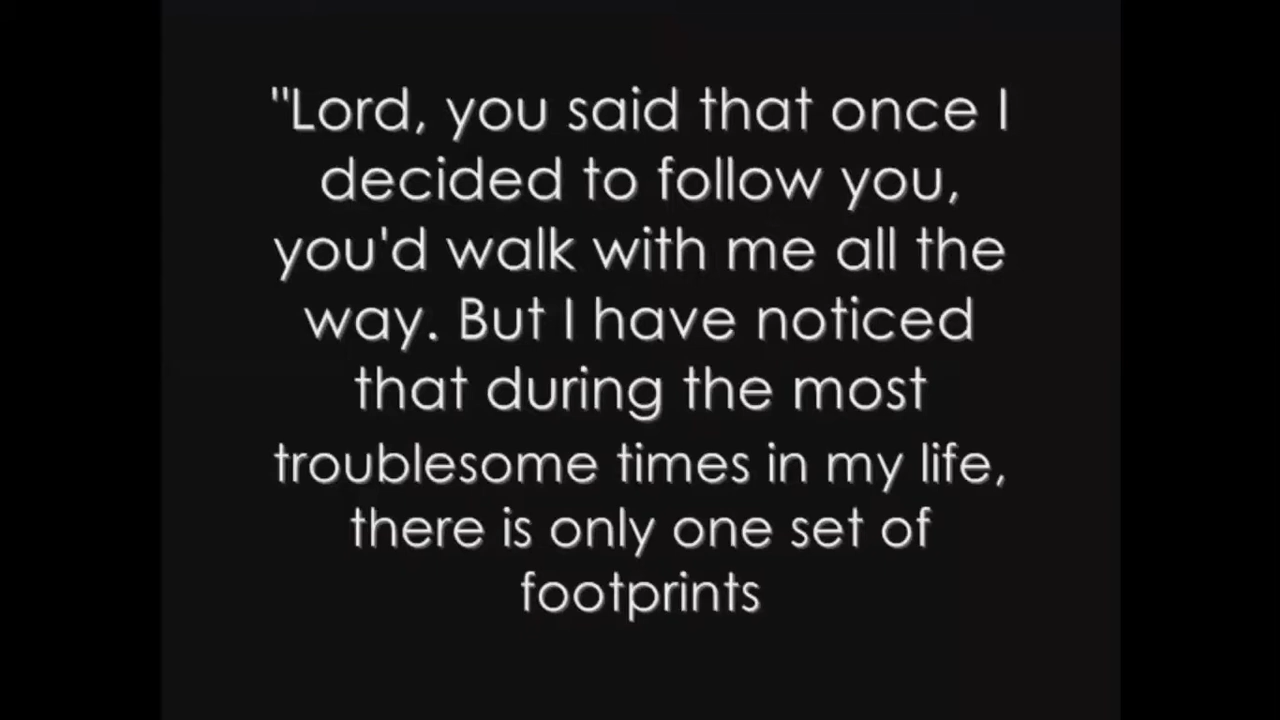 "Lord, you said that once I
decided to follow you,
you'd walk with me all the
way. But I have noticed
that during the most
troublesome times in my life,
there is only one set of
footprints